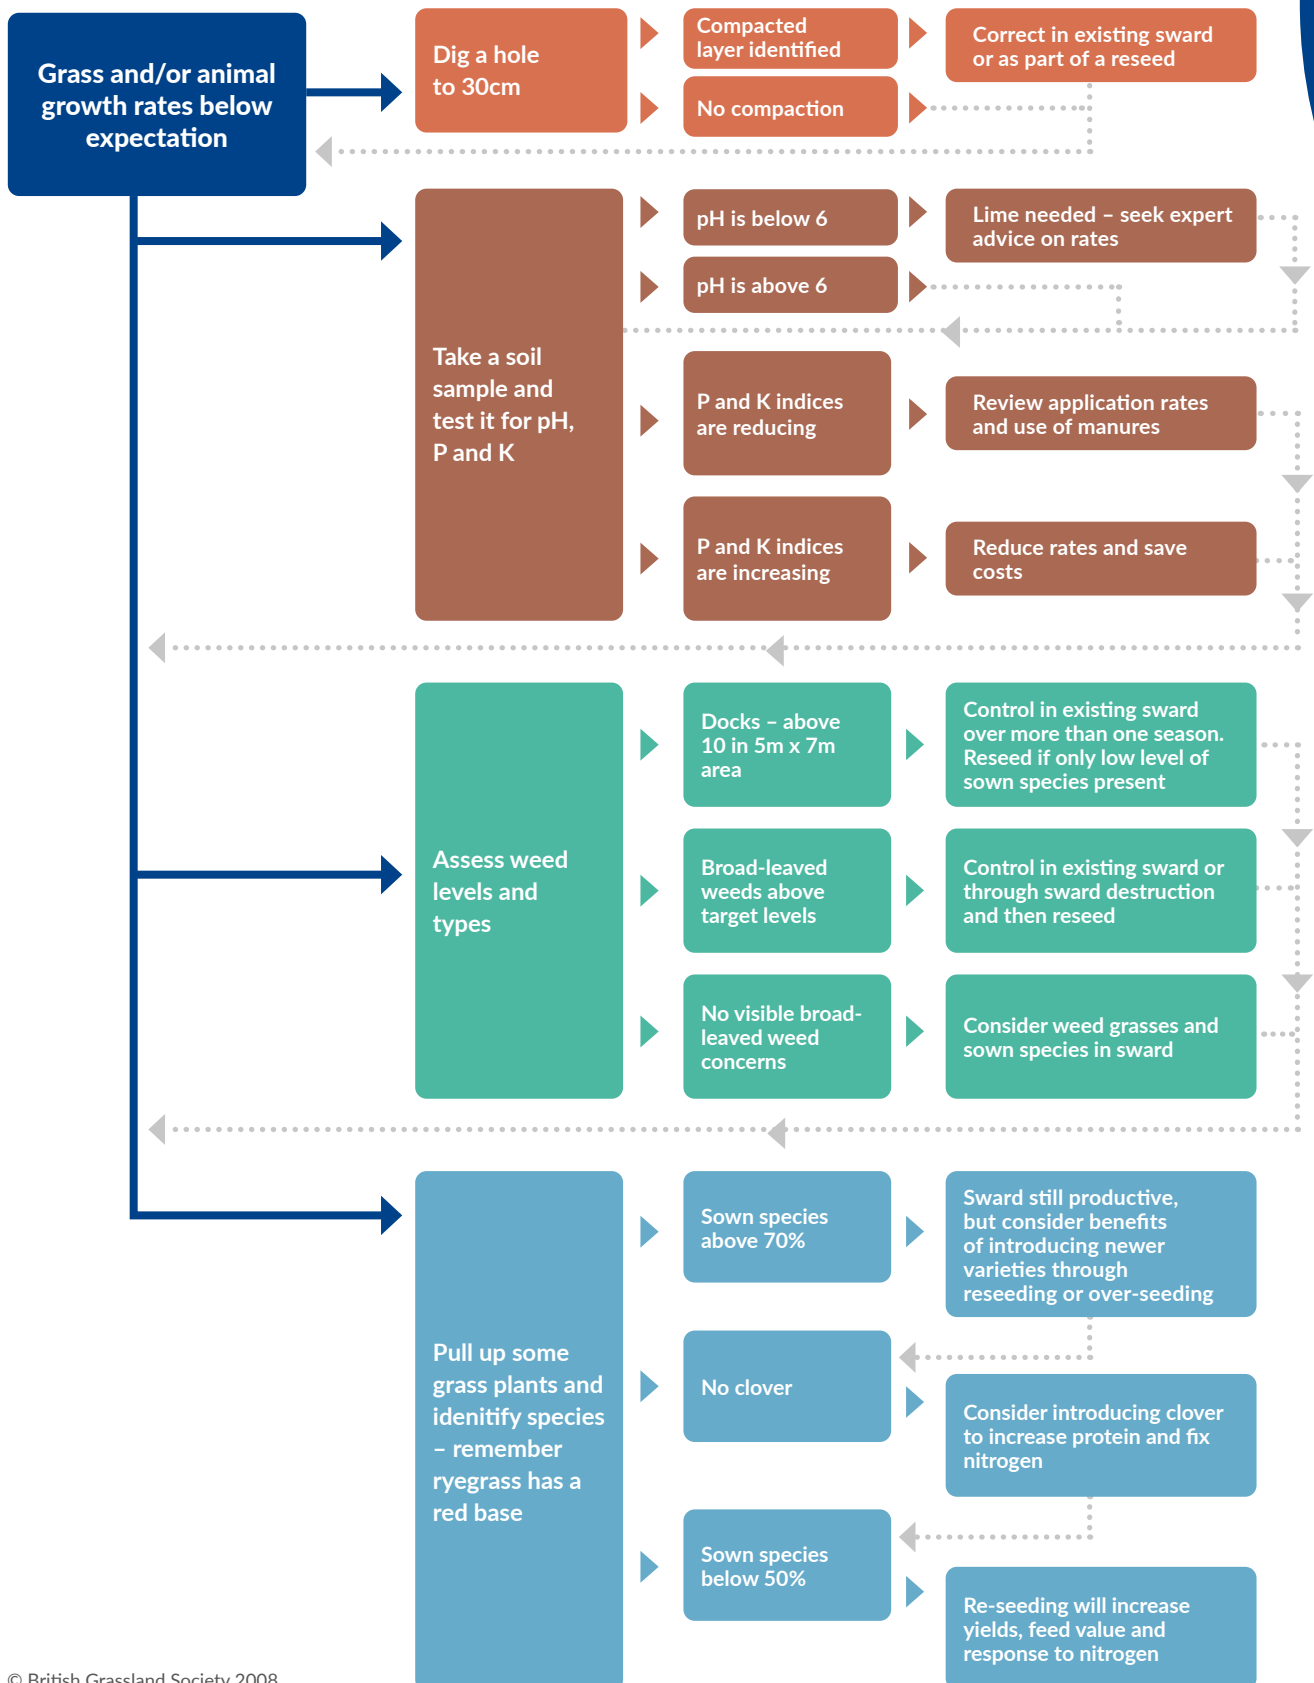 Grass and/or animal
growth rates below
expectation
Dig a hole
to 30cm
Compacted
layer identified
Correct in existing sward
or as part of a reseed
No compaction
Take a soil
sample and
test it for pH,
P and K
pH is below 6
Lime needed – seek expert
advice on rates
pH is above 6
P and K indices
are reducing
Review application rates
and use of manures
P and K indices
are increasing
Reduce rates and save
costs
Assess weed
levels and
types
Docks – above
10 in 5m x 7m
area
Control in existing sward
over more than one season.
Reseed if only low level of
sown species present
Broad-leaved
weeds above
target levels
Control in existing sward or
through sward destruction
and then reseed
No visible broad-
leaved weed
concerns
Consider weed grasses and
sown species in sward
Pull up some
grass plants and
idenitify species
– remember
ryegrass has a
red base
Sown species
above 70%
Sward still productive,
but consider benefits
of introducing newer
varieties through
reseeding or over-seeding
No clover
Consider introducing clover
to increase protein and fix
nitrogen
Sown species
below 50%
Re-seeding will increase
yields, feed value and
response to nitrogen
© British Grassland Society 2008